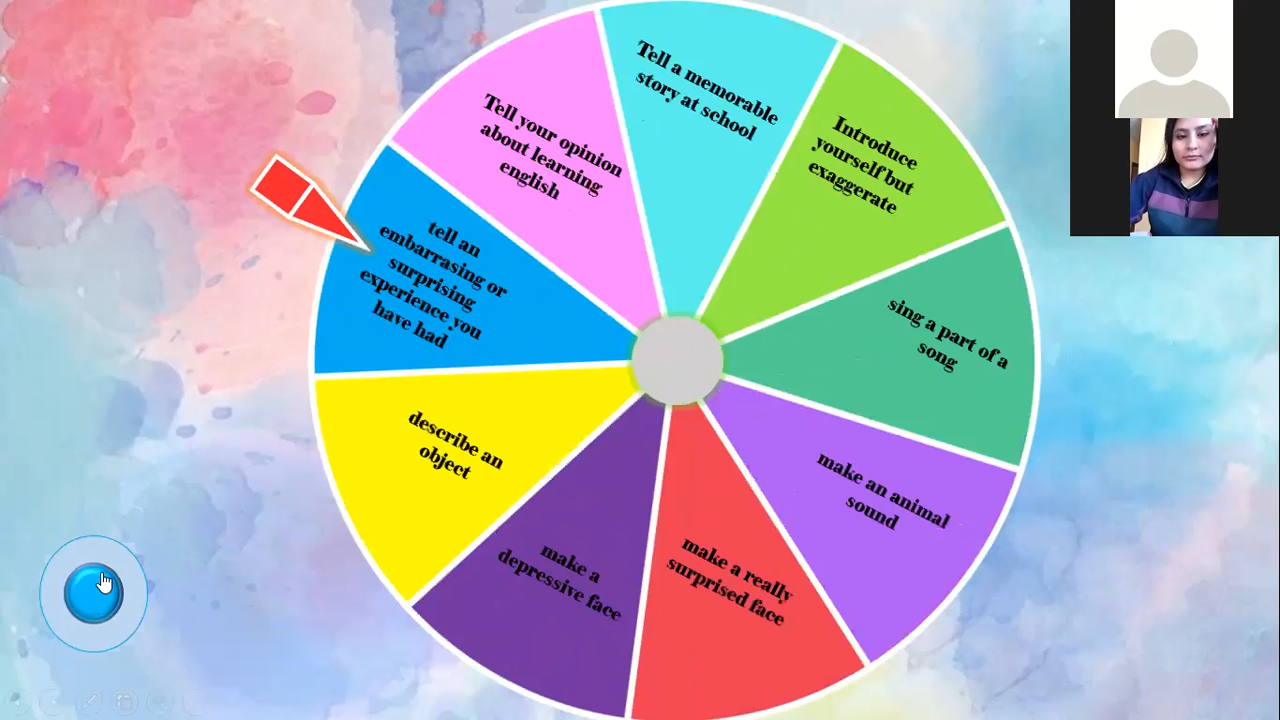 Tell a memorable
story at school
Introduce
yourself but
exaggerate
sing a part of a
song
make an animal
sound
make a really
surprised face
make a
depressive face
describe an
object
tell an
embarrasing or
surprising
experience you
have had
Tell your opinion
about learning
english